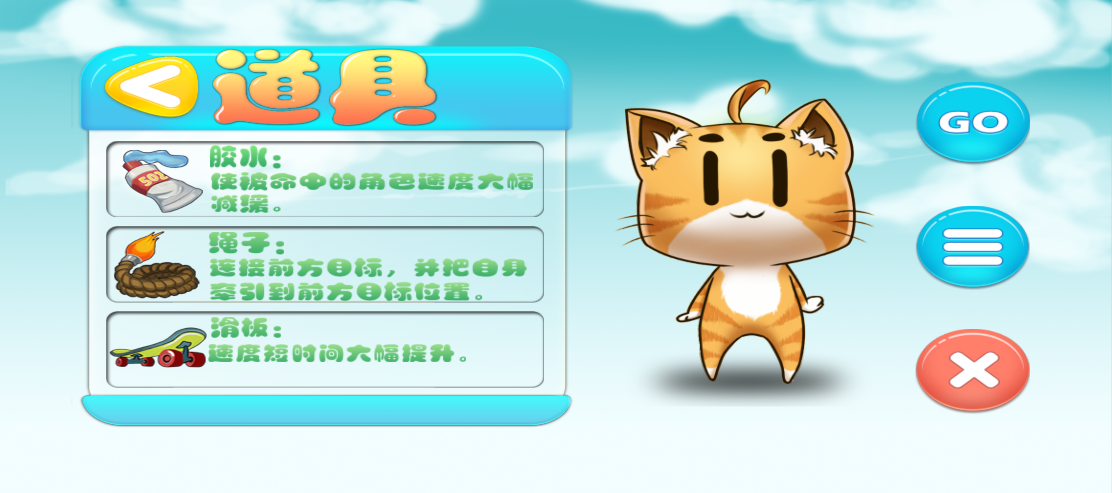 道具
胶水：
使被命中的角色速度大幅
减缓。
绳子：
连接前方目标，并把自身
牵引到前方目标位置。
滑板：
速度短时间大幅提升。
502
GO